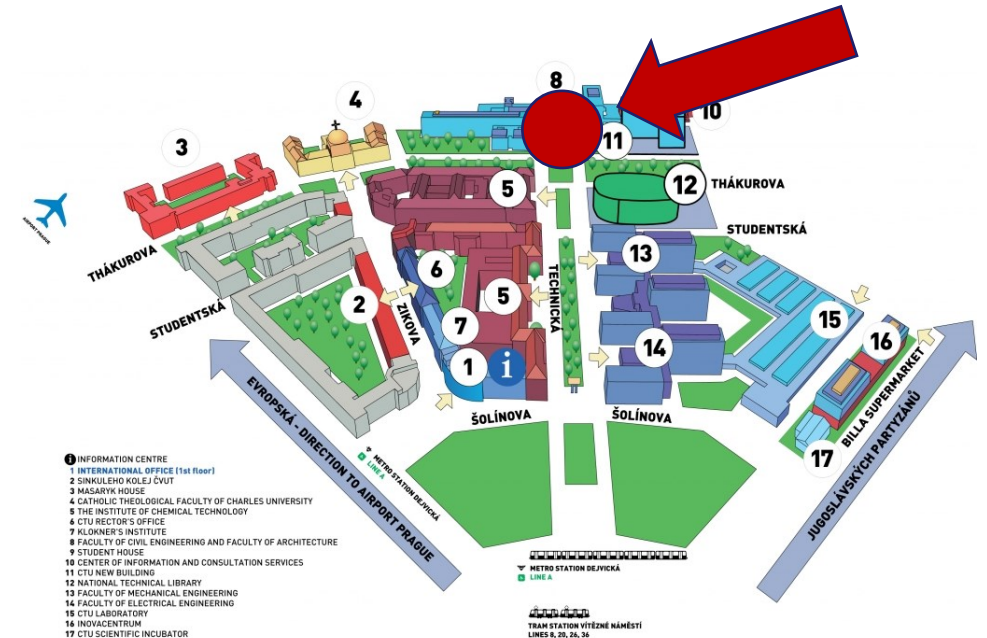 8
4
10
3
11
5
12
THÁKUROVA
AIRPORT PRAGUE
STUDENTSKÁ
THÁKUROVA
13
6
TECHNICKÁ
2
5
STUDENTSKÁ
ZIKOVA
7
15
14
16
1
i
BILLA SUPERMARKET
ŠOLÍNOVA
ŠOLÍNOVA
17
EVROPSKÁ - DIRECTION TO AIRPORT PRAGUE
JUGOSLÁVSKÝCH PARTYZÁNŮ
METRO STATION DEJVICKÁ
LINE A
i INFORMATION CENTRE
1 INTERNATIONAL OFFICE (1st floor)
2 SINKULEHO KOLEJ ČVUT
3 MASARYK HOUSE
4 CATHOLIC THEOLOGICAL FACULTY OF CHARLES UNIVERSITY
5 THE INSTITUTE OF CHEMICAL TECHNOLOGY
6 CTU RECTOR'S OFFICE
7 KLOKNER'S INSTITUTE
8 FACULTY OF CIVIL ENGINEERING AND FACULTY OF ARCHITECTURE
9 STUDENT HOUSE
10 CENTER OF INFORMATION AND CONSULTATION SERVICES
11 CTU NEW BUILDING
12 NATIONAL TECHNICAL LIBRARY
13 FACULTY OF MECHANICAL ENGINEERING
14 FACULTY OF ELECTRICAL ENGINEERING
15 CTU LABORATORY
16 INOVACENTRUM
17 CTU SCIENTIFIC INCUBATOR
METRO STATION DEJVICKÁ
LINE A
TRAM STATION VÍTĚZNÉ NÁMĚSTÍ
LINES 8, 20, 26, 36